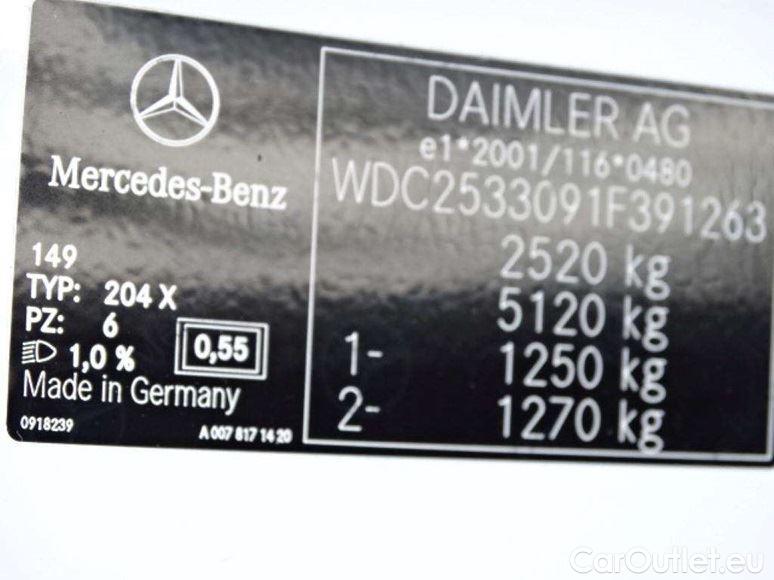 Mercedes-Benz
149
TYP: 204 X
PZ: 6
1,0 % 0,55
Made in Germany
0918239 A 007 817 14 20
DAIMLER AG
e1*2001/116*0480
WDC2533091F391263
2520 kg
5120 kg
1- 1250 kg
2- 1270 kg
CarOutlet.eu